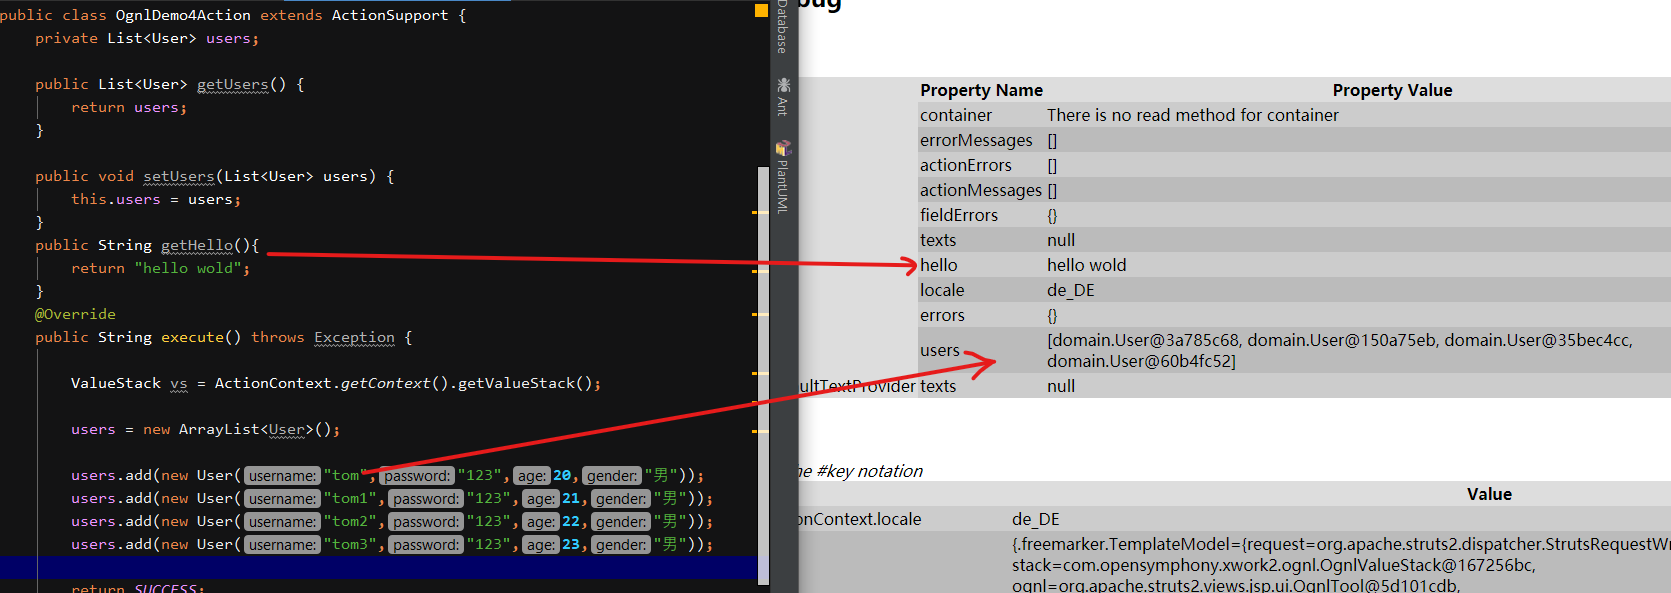 public class OgnlDemo4Action extends ActionSupport {
private List<User> users;
public List<User> getUsers() {
return users;
}
public void setUsers(List<User> users) {
this.users = users;
}
public String getHello(){
return "hello wold";
}
@Override
public String execute() throws Exception {
ValueStack vs = ActionContext.getContext().getValueStack();
users = new ArrayList<User>();
users.add(new User( username: "tom", password: "123", age: 20, gender: "男"));
users.add(new User( username: "tom1", password: "123", age: 21, gender: "男"));
users.add(new User( username: "tom2", password: "123", age: 22, gender: "男"));
users.add(new User( username: "tom3", password: "123", age: 23, gender: "男"));
return SUCCESS;
Database
Ant
PlantUML
bug
Property Name Property Value
container There is no read method for container
errorMessages []
actionErrors []
actionMessages []
fieldErrors {}
texts null
hello hello wold
locale de_DE
errors {}
users [domain.User@3a785c68, domain.User@150a75eb, domain.User@35bec4cc,
domain.User@60b4fc52]
ultTextProvider texts null
ne #key notation
Value
onContext.locale de_DE
{.freemarker.TemplateModel={request=org.apache.struts2.dispatcher.StrutsRequestWr
stack=com.opensymphony.xwork2.ognl.OgnlValueStack@167256bc,
ognl=org.apache.struts2.views.jsp.ui.OgnlTool@5d101cdb,